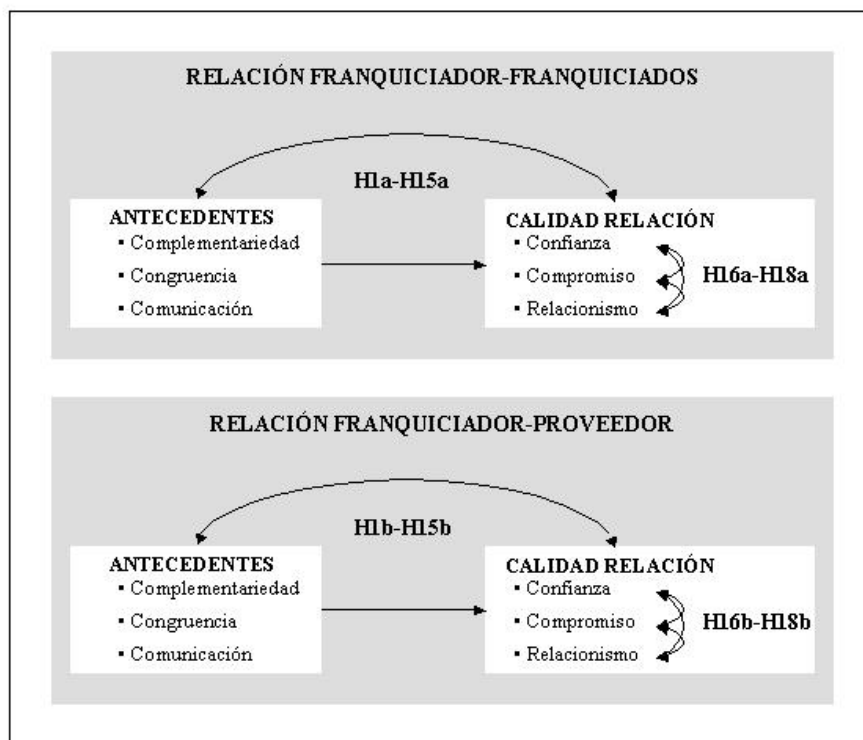 RELACIÓN FRANQUICIADOR-FRANQUICIADOS
H1a-H15a
ANTECEDENTES
▪ Complementariedad
▪ Congruencia
▪ Comunicación
CALIDAD RELACIÓN
▪ Confianza
▪ Compromiso
▪ Relacionismo
H16a-H18a
RELACIÓN FRANQUICIADOR-PROVEEDOR
H1b-H15b
ANTECEDENTES
▪ Complementariedad
▪ Congruencia
▪ Comunicación
CALIDAD RELACIÓN
▪ Confianza
▪ Compromiso
▪ Relacionismo
H16b-H18b